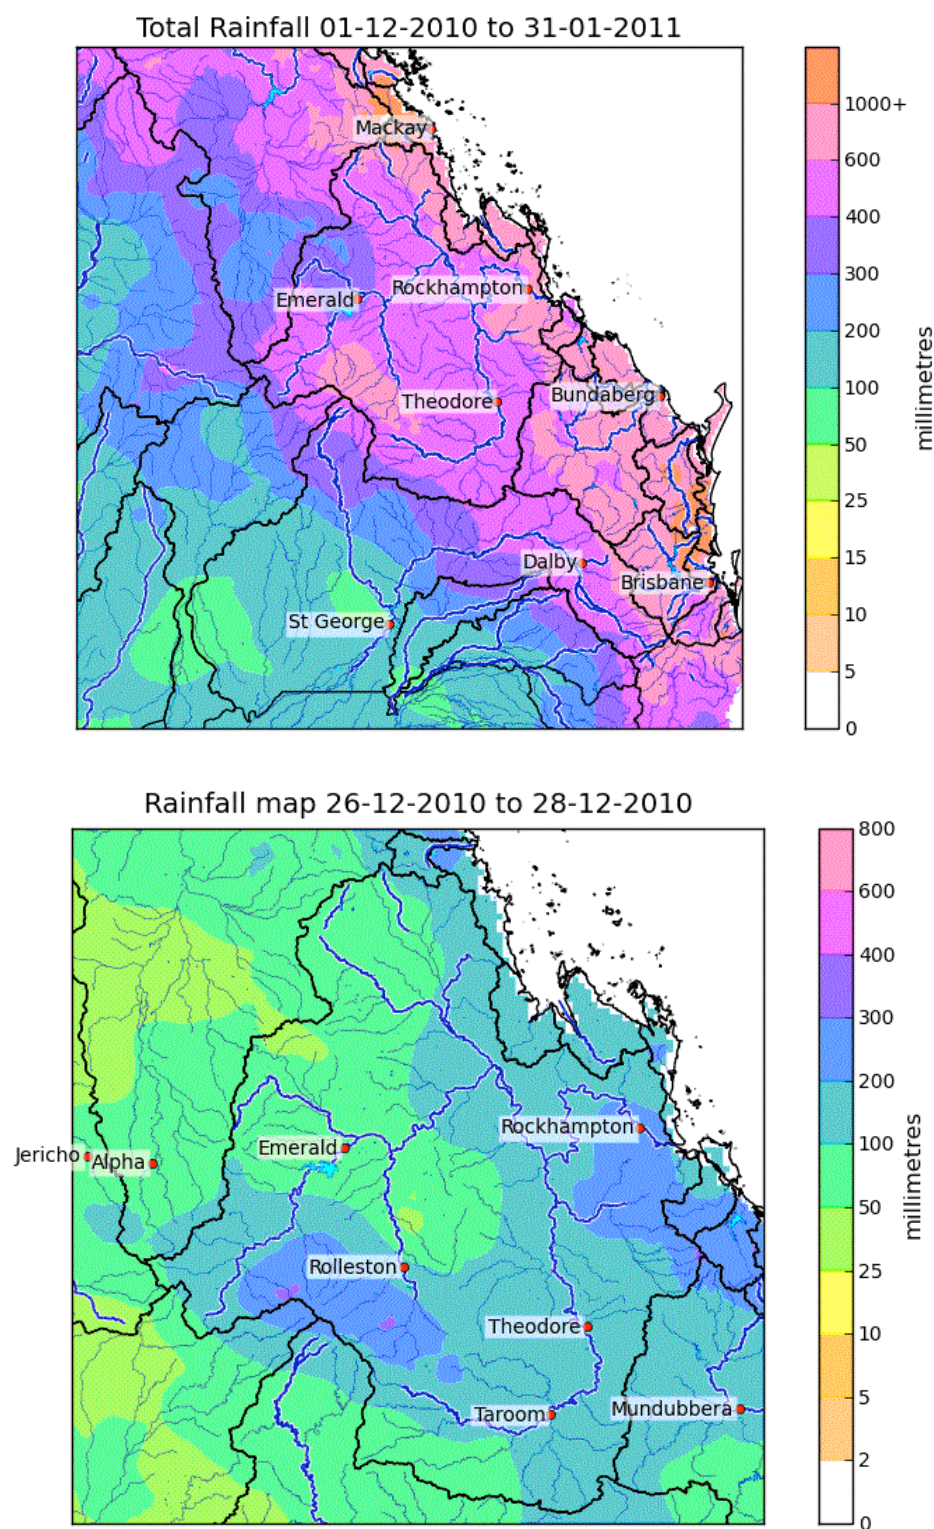 Total Rainfall 01-12-2010 to 31-01-2011
Mackay
Rockhampton
Emerald
Theodore
Bundaberg
Dalby
Brisbane
St George
1000+
600
400
300
200
100
50
25
15
10
5
0
millimetres
Rainfall map 26-12-2010 to 28-12-2010
Rockhampton
Emerald
Jericho
Alpha
Rolleston
Theodore
Taroom
Mundubbera
800
600
400
300
200
100
50
25
10
5
2
0
millimetres